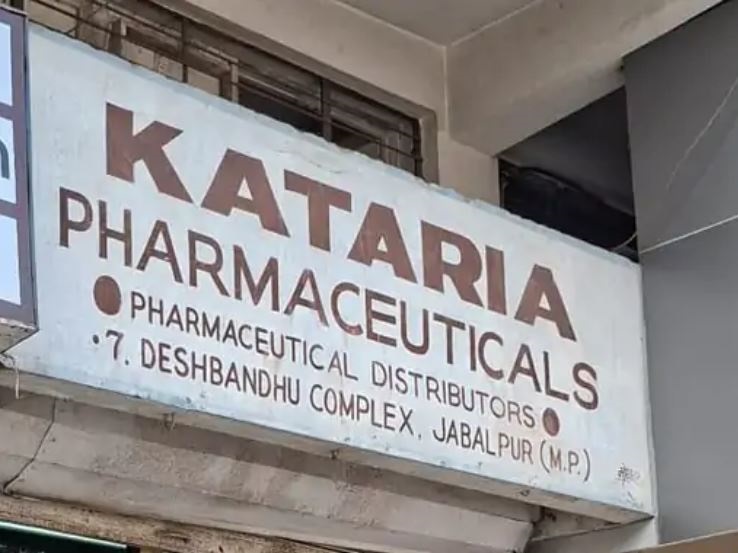 KATARIA
PHARMACEUTICALS
PHARMACEUTICAL DISTRIBUTORS
7. DESHBANDHU COMPLEX, JABALPUR (M.P.)